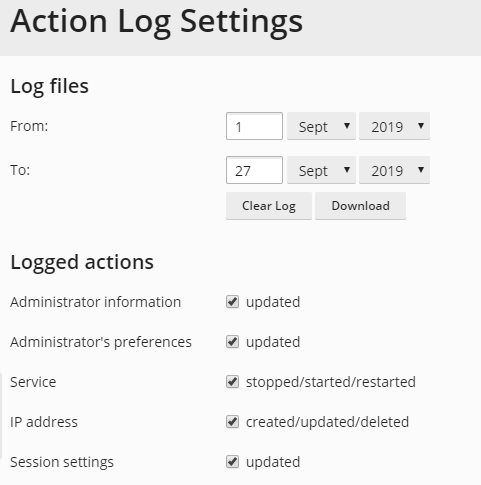 Action Log Settings
Log files
From: 1 Sept 2019
To: 27 Sept 2019
Clear Log Download
Logged actions
Administrator information updated
Administrator's preferences updated
Service stopped/started/restarted
IP address created/updated/deleted
Session settings updated